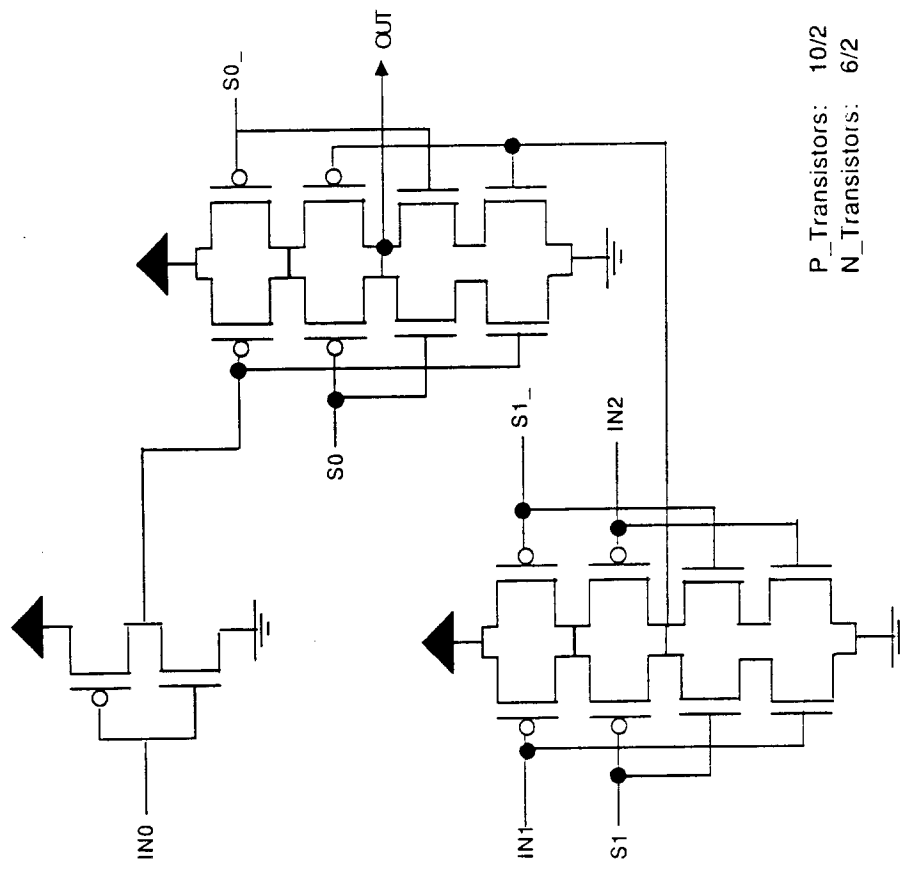 IN0
S0_
OUT
S0
IN1
S1
S1_
IN2
P_Transistors: 10/2
N_Transistors: 6/2